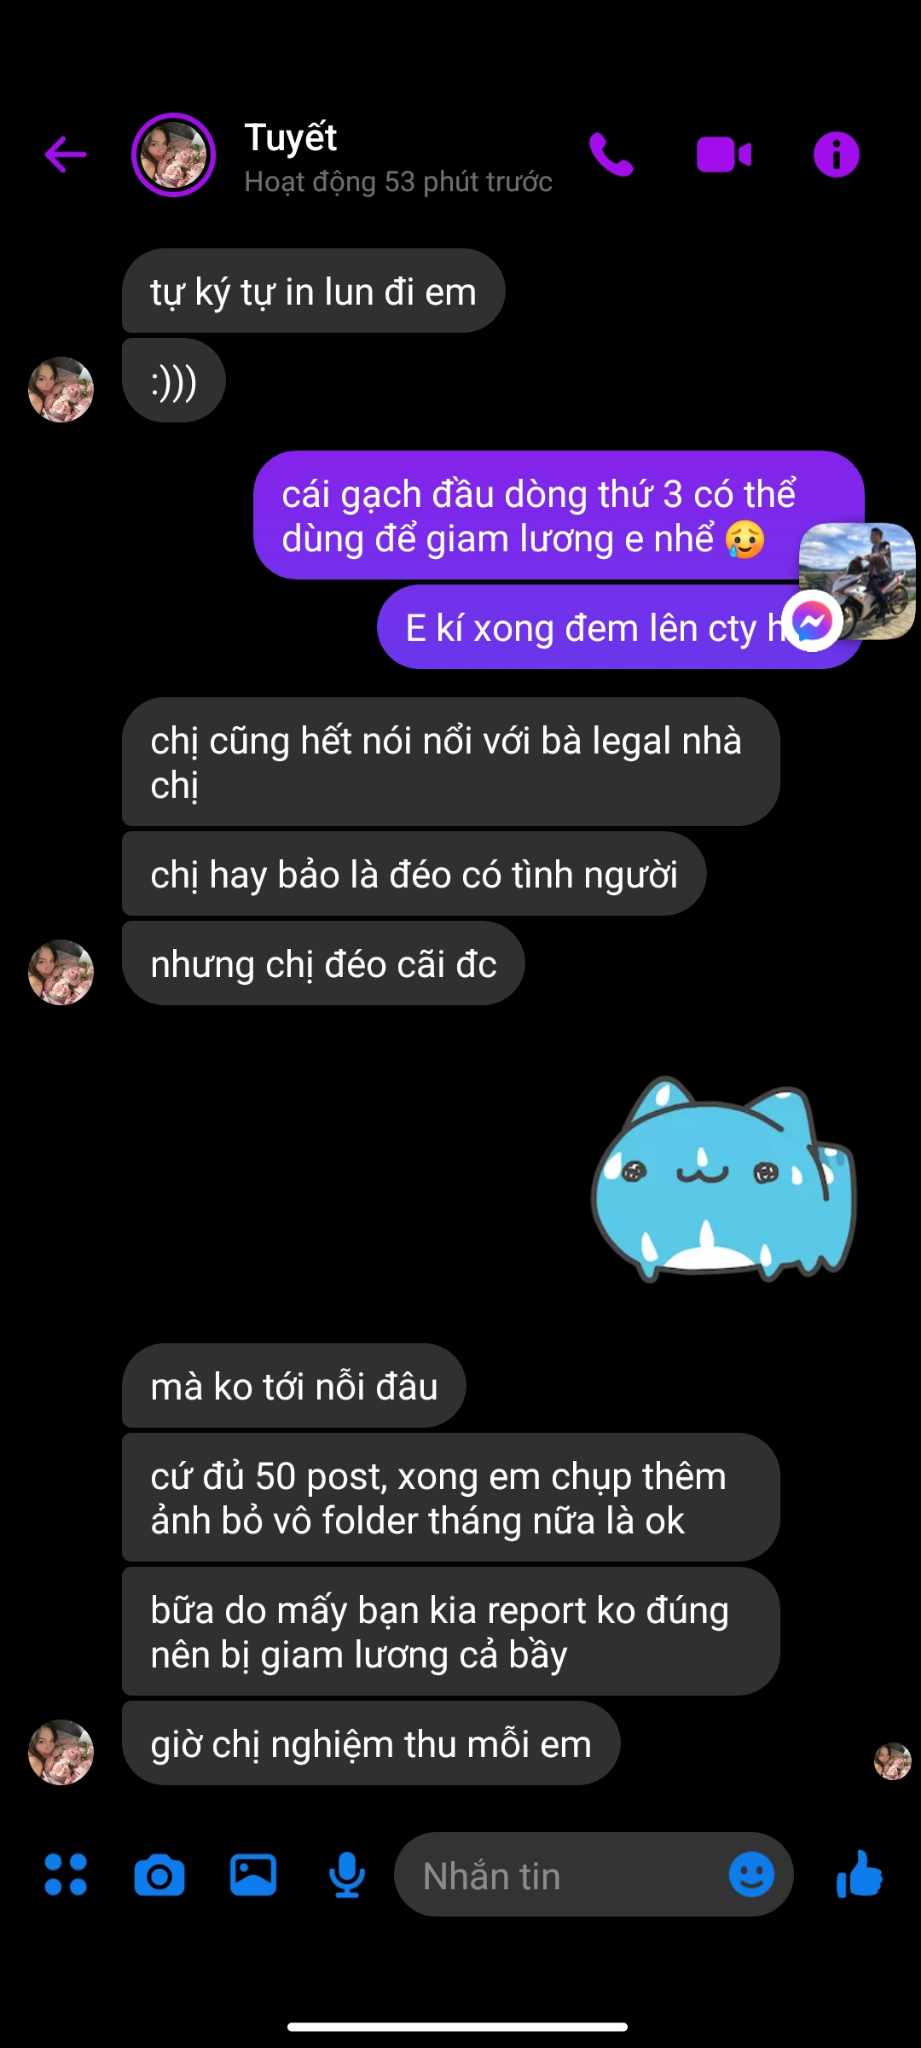 Tuyết
Hoạt động 53 phút trước
tự ký tự in lun đi em
:)))
cái gạch đầu dòng thứ 3 có thể
dùng để giam lương e nhể 🥲
E kí xong đem lên cty
chị cũng hết nói nổi với bà legal nhà
chị
chị hay bảo là đéo có tình người
nhưng chị đéo cãi đc
mà ko tới nỗi đâu
cứ đủ 50 post, xong em chụp thêm
ảnh bỏ vô folder tháng nữa là ok
bữa do mấy bạn kia report ko đúng
nên bị giam lương cả bầy
giờ chị nghiệm thu mỗi em
Nhắn tin